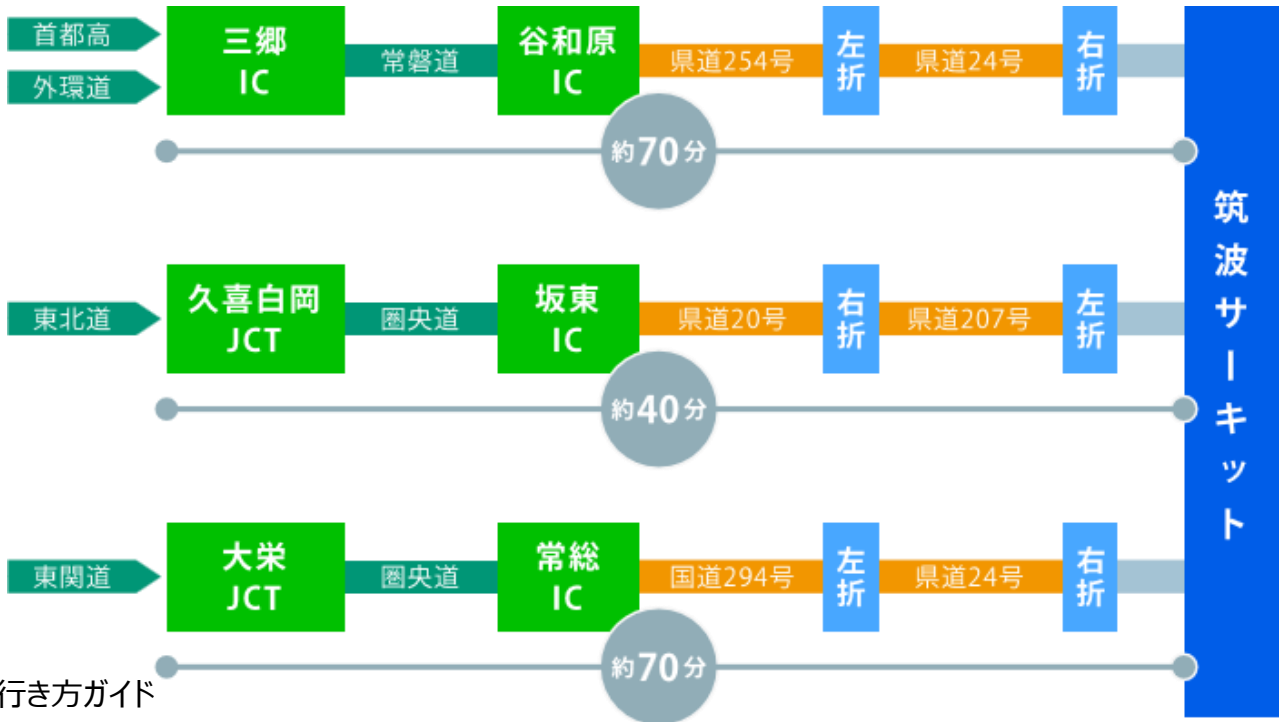 首都高
外環道
三郷
IC
常磐道
谷和原
IC
県道254号
左折
県道24号
右折
約70分
東北道
久喜白岡
JCT
圏央道
坂東
IC
県道20号
右折
県道207号
左折
約40分
東関道
大栄
JCT
圏央道
常総
IC
国道294号
左折
県道24号
右折
約70分
筑波サーキット
行き方ガイド